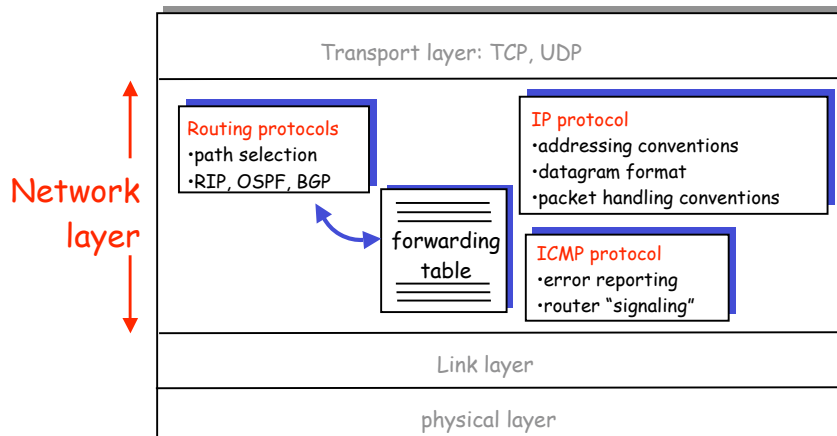 Transport layer: TCP, UDP
Network
layer
Routing protocols
•path selection
•RIP, OSPF, BGP
forwarding
table
IP protocol
•addressing conventions
•datagram format
•packet handling conventions
ICMP protocol
•error reporting
•router “signaling”
Link layer
physical layer